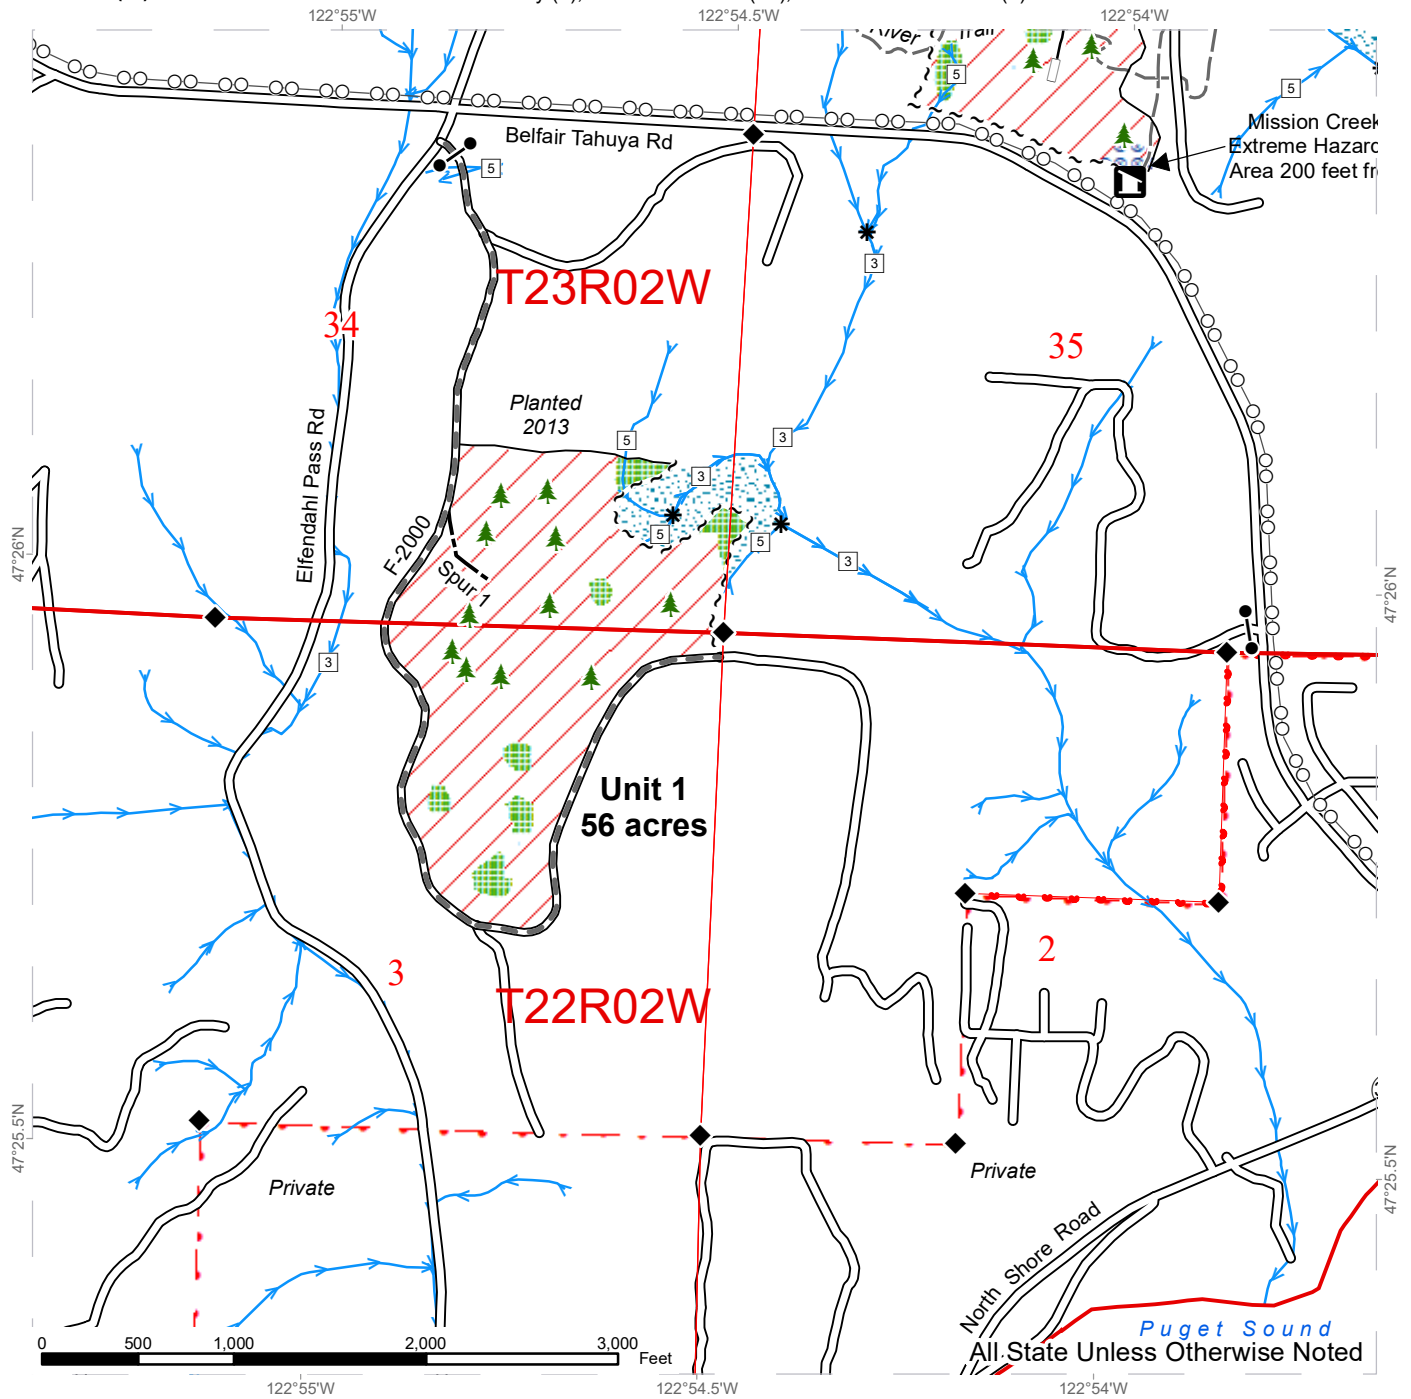 122°55'W
122°54.5'W
122°54'W
River Trail
5
5
Mission Creek
Extreme Hazard
Area 200 feet
Belfair Tahuya Rd
5
T23R02W
3
34
35
Planted
2013
Elfendahl Pass Rd
5
3
3
5
5
3
F-2000
Spur 1
47°26'N
47°26'N
3
Unit 1
56 acres
3
2
T22R02W
47°25.5'N
47°25.5'N
Private
Private
North Shore Road
Puget Sound
All State Unless Otherwise Noted
0 500 1,000 2,000 3,000
Feet
122°55'W
122°54.5'W
122°54'W